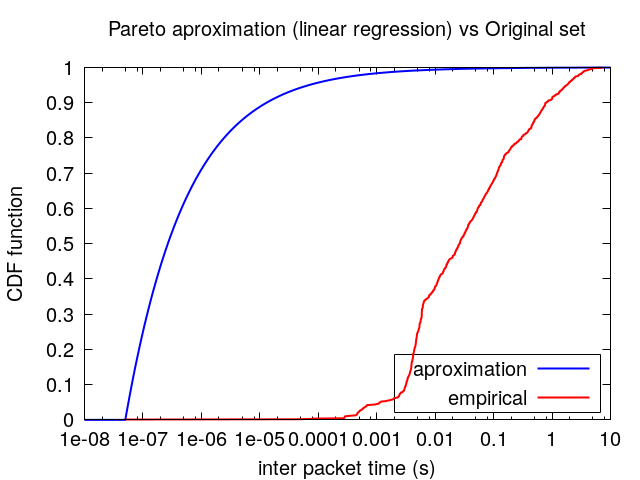 Pareto aproximation (linear regression) vs Original set
1
0.9
0.8
0.7
0.6
0.5
0.4
0.3
0.2
0.1
0
CDF function
aproximation
empirical
1e-08 1e-07 1e-06 1e-05 0.0001 0.001 0.01 0.1 1 10
inter packet time (s)